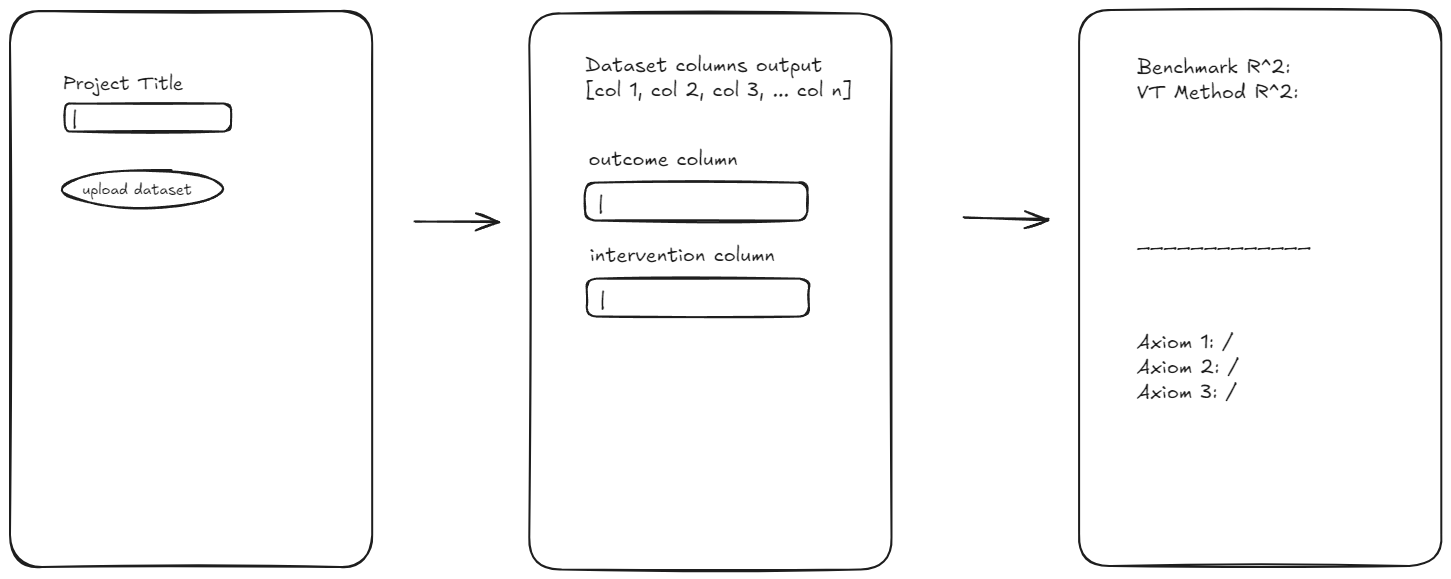 Project Title
upload dataset
Dataset columns output
[col 1, col 2, col 3, ... col n]
outcome column
intervention column
Benchmark R^2:
VT Method R^2:
Axiom 1: /
Axiom 2: /
Axiom 3: /